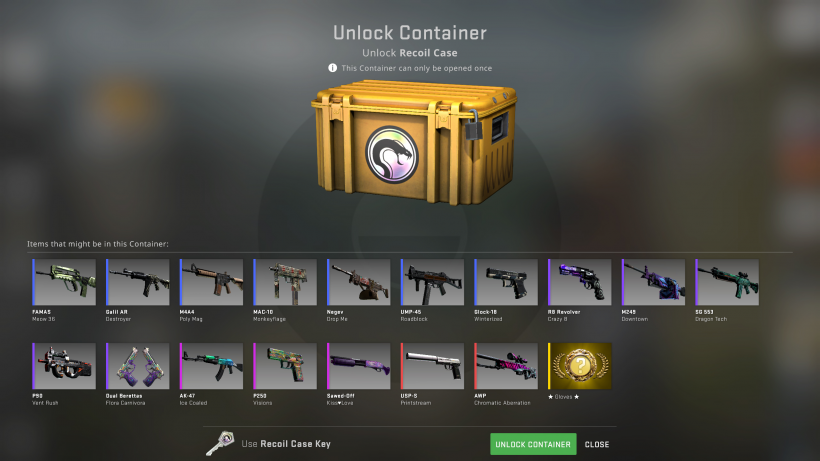 Unlock Container
Unlock Recoil Case
This Container can only be opened once
Items that might be in this Container:
FAMAS
Meow 36
Galil AR
Destroyer
M4A4
Poly Mag
MAC-10
Monkeyflage
Negev
Drop Me
UMP-45
Roadblock
Glock-18
Winterized
R8 Revolver
Crazy 8
M249
Downtown
SG 553
Dragon Tech
P90
Vent Rush
Dual Berettas
Flora Carnivora
AK-47
Ice Coaled
P250
Visions
Sawed-Off
Kiss♥Love
USP-S
Printstream
AWP
Chromatic Aberration
?
★ Gloves ★
Use Recoil Case Key
UNLOCK CONTAINER
CLOSE